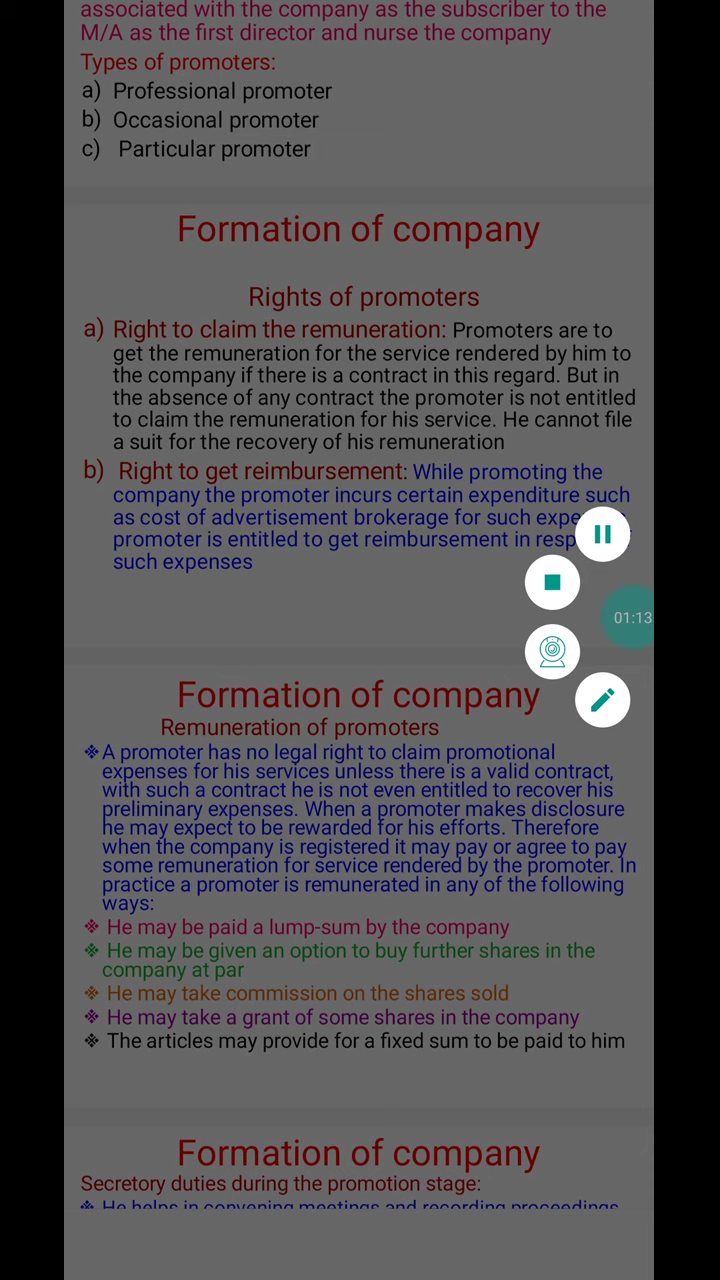 associated with the company as the subscriber to the
M/A as the first director and nurse the company
Types of promoters:
a) Professional promoter
b) Occasional promoter
c) Particular promoter
Formation of company
Rights of promoters
a) Right to claim the remuneration: Promoters are to
get the remuneration for the service rendered by him to
the company if there is a contract in this regard. But in
the absence of any contract the promoter is not entitled
to claim the remuneration for his service. He cannot file
a suit for the recovery of his remuneration
b) Right to get reimbursement: While promoting the
company the promoter incurs certain expenditure such
as cost of advertisement brokerage for such
promoter is entitled to get reimbursement in
such expenses
01:13
Formation of company
Remuneration of promoters
❖A promoter has no legal right to claim promotional
expenses for his services unless there is a valid contract,
with such a contract he is not even entitled to recover his
preliminary expenses. When a promoter makes disclosure
he may expect to be rewarded for his efforts. Therefore
when the company is registered it may pay or agree to pay
some remuneration for service rendered by the promoter. In
practice a promoter is remunerated in any of the following
ways:
❖ He may be paid a lump-sum by the company
❖ He may be given an option to buy further shares in the
company at par
❖ He may take commission on the shares sold
❖ He may take a grant of some shares in the company
❖ The articles may provide for a fixed sum to be paid to him
Formation of company
Secretory duties during the promotion stage:
❖ He helps in convening meetings and recording proceedings